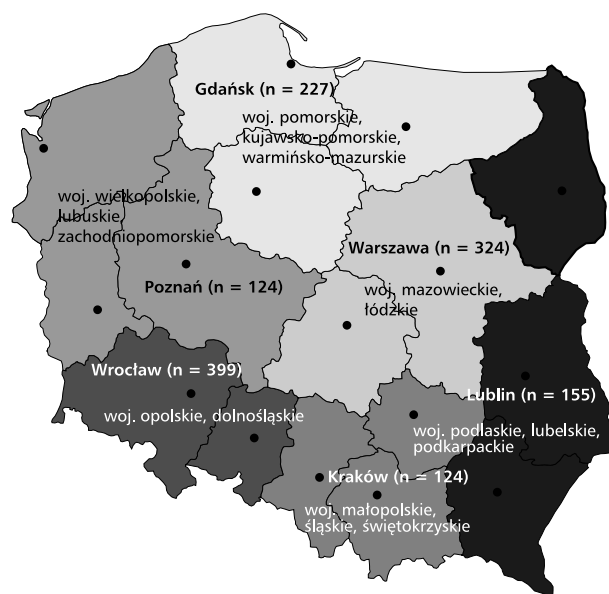 Gdańsk (n = 227)
woj. pomorskie,
kujawsko-pomorskie,
warmińsko-mazurskie
woj. wielkopolskie,
lubuskie,
zachodniopomorskie
Poznań (n = 124)
Warszawa (n = 324)
woj. mazowieckie,
łódzkie
Wrocław (n = 399)
woj. opolskie, dolnośląskie
Lublin (n = 155)
woj. podlaskie, lubelskie,
podkarpackie
Kraków (n = 124)
woj. małopolskie,
śląskie, świętokrzyskie